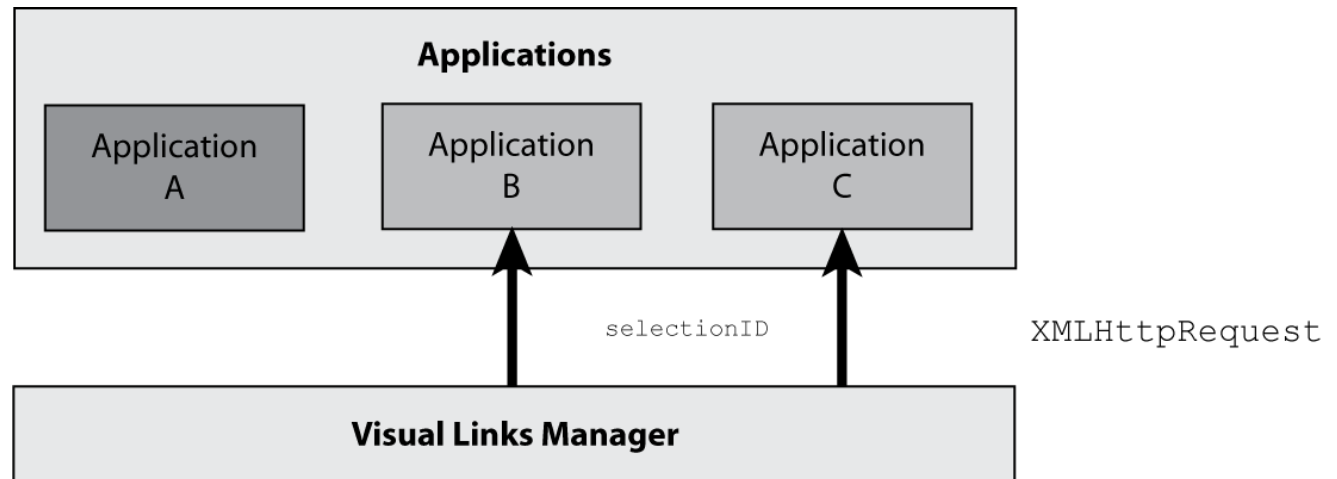 Applications
Application
A
Application
B
Application
C
selectionID
XMLHttpRequest
Visual Links Manager